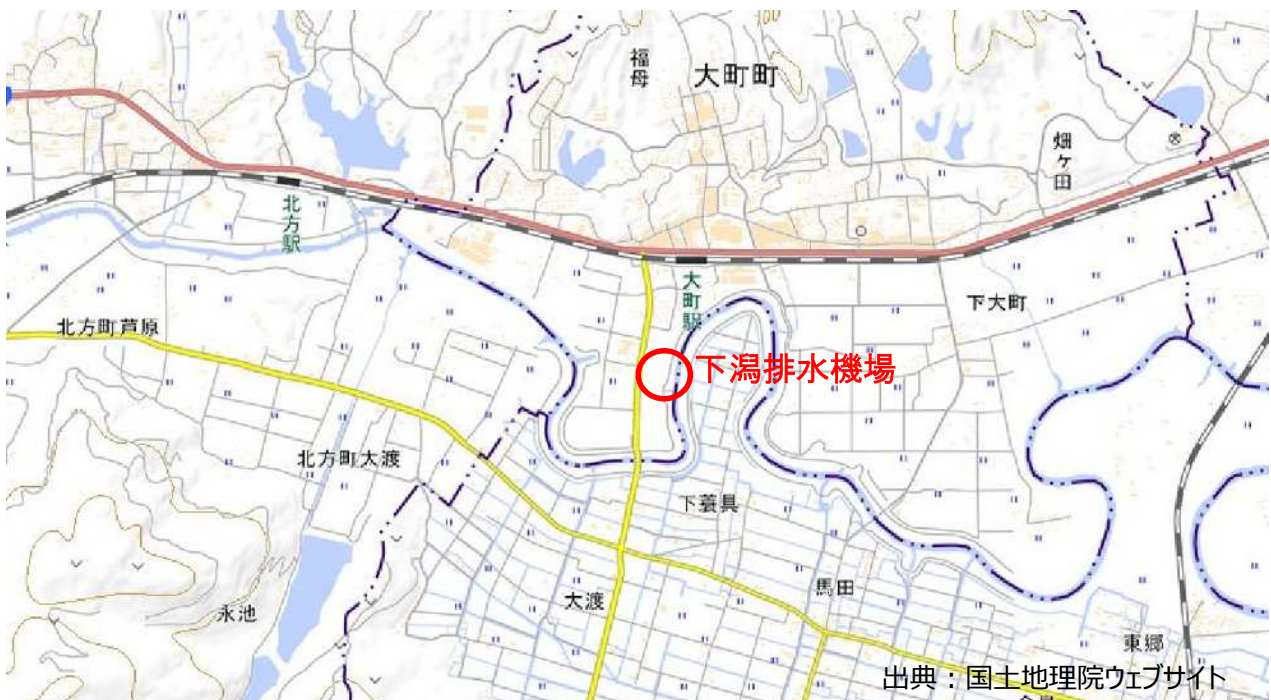 福母
大町町
畑ヶ田
北方駅
大町駅
下大町
北方町芦原
下潟排水機場
北方町大渡
下蓑具
大渡
馬田
永池
東郷
出典：国土地理院ウェブサイト